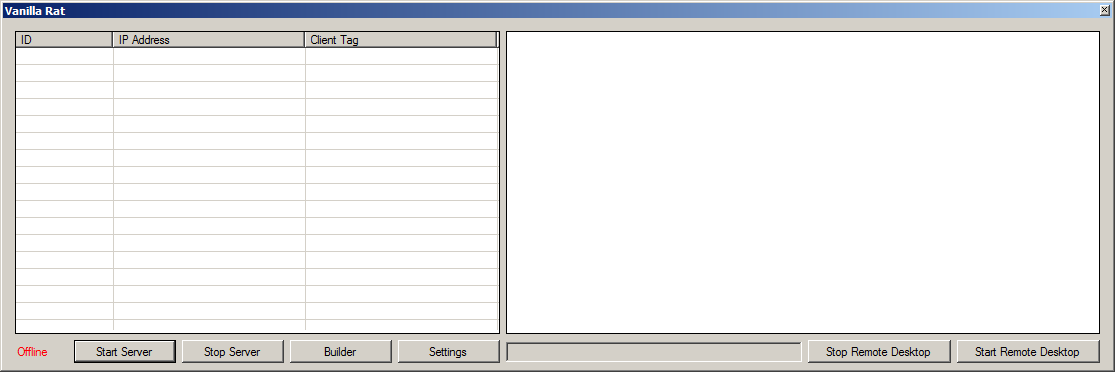 Vanilla Rat
ID IP Address Client Tag
Offline Start Server Stop Server Builder Settings Stop Remote Desktop Start Remote Desktop